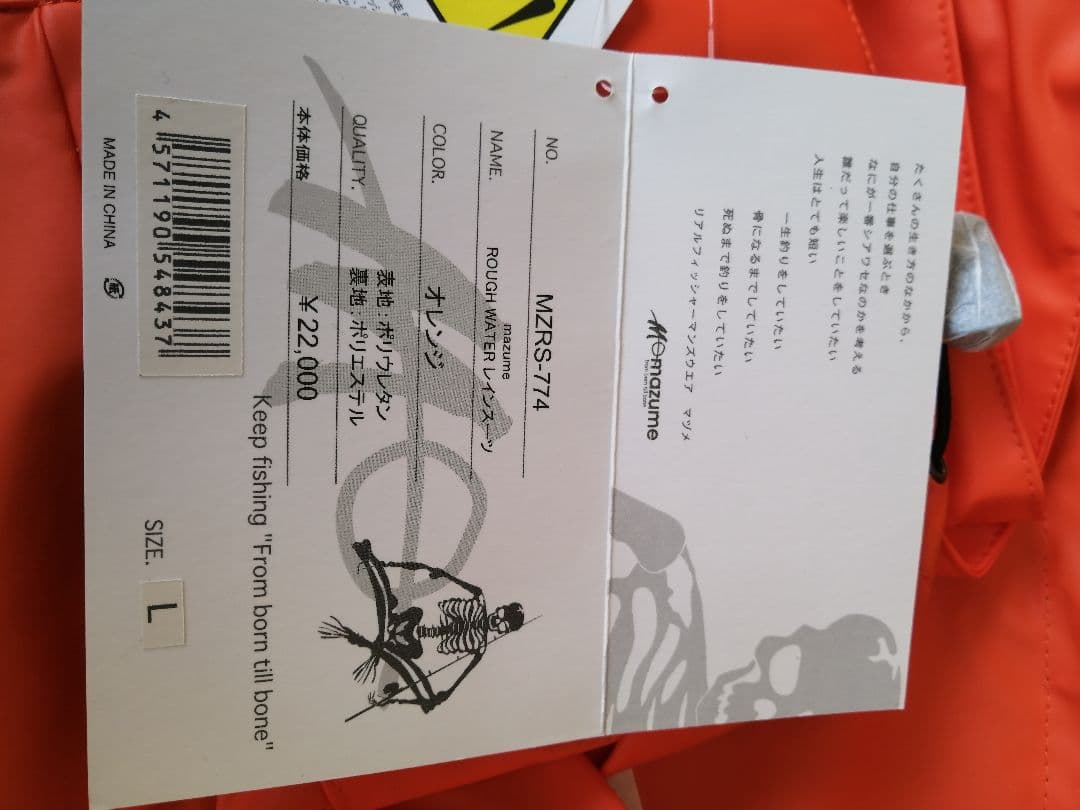 たくさんの生き方のなかから、
自分の仕事を選ぶとき
なにが一番シアワセなのかを考える
誰だって楽しいことをしていたい
人生はとても短い
一生釣りをしていたい
骨になるまでしていたい
死ぬまで釣りをしていたい
リアルフィッシャーマンズウエア マツメ
mazume
NO. MZRS-774
NAME. mazume
ROUGH WATER レインスーツ
COLOR. オレンジ
QUALITY. 表地:ポリウレタン
裏地:ポリエステル
本体価格 ¥22,000
Keep fishing "From born till bone"
4 571190 548437
SIZE. L
MADE IN CHINA
紙